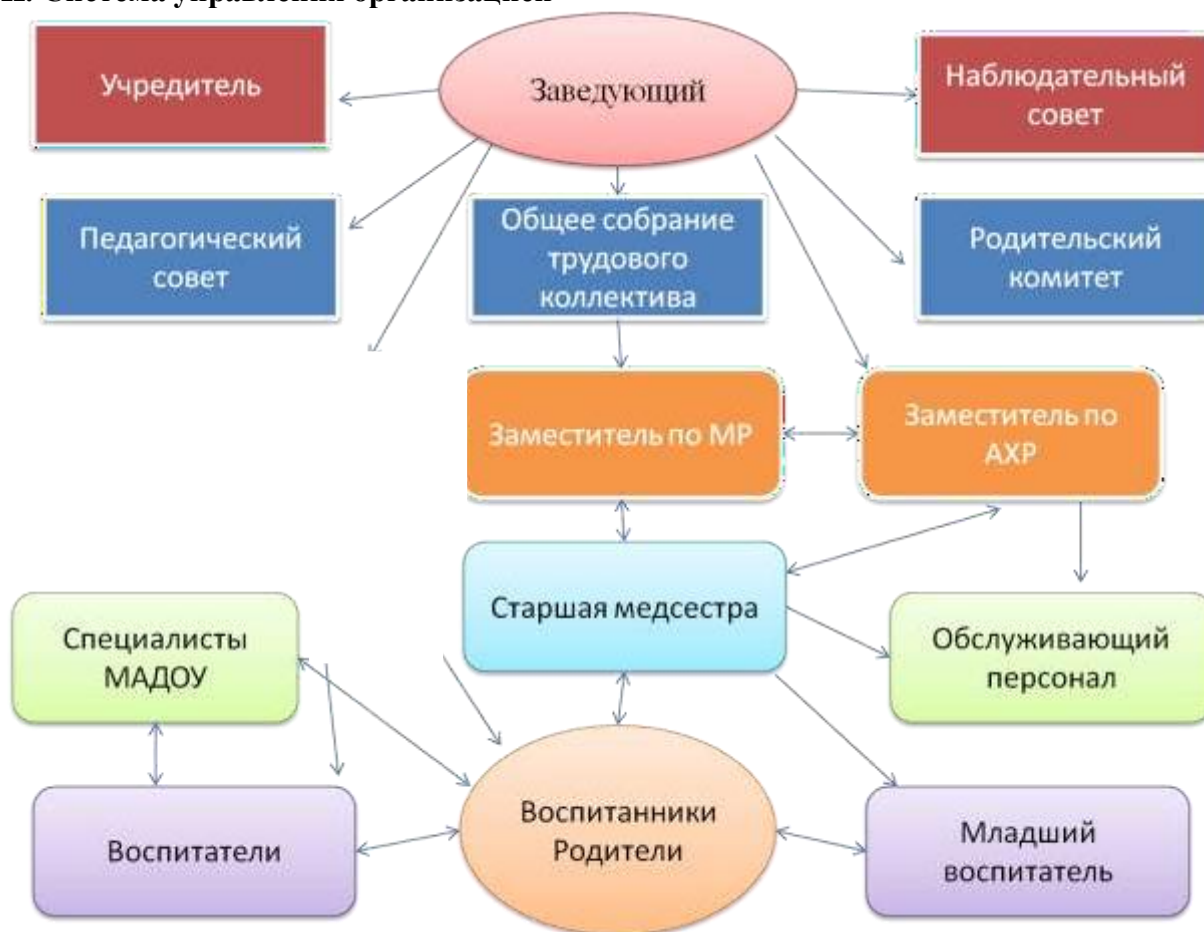 II. Система управления организацией
Учредитель
Заведующий
Наблюдательный
совет
Педагогический
совет
Общее собрание
трудового
коллектива
Родительский
комитет
Заместитель по МР
Заместитель по
АХР
Старшая медсестра
Специалисты
МАДОУ
Обслуживающий
персонал
Воспитатели
Воспитанники
Родители
Младший
воспитатель